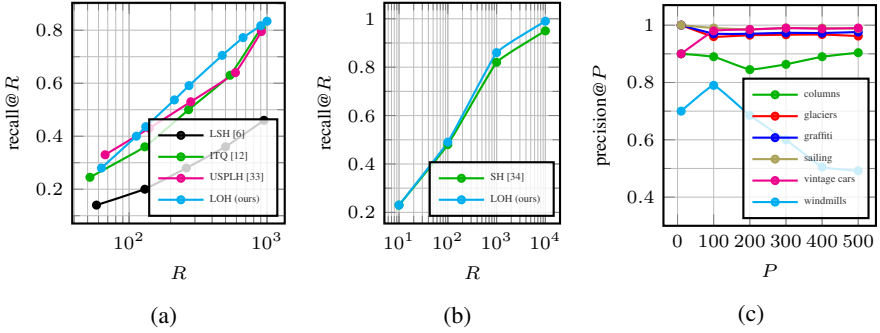 0.8
0.6
0.4
0.2
10^2
10^3
recall@R
R
LSH [6]
ITQ [12]
USPLH [33]
LOH (ours)
(a)
1
0.8
0.6
0.4
0.2
10^1
10^2
10^3
10^4
recall@R
R
SH [34]
LOH (ours)
(b)
1
0.8
0.6
0.4
0
100
200
300
400
500
precision@P
P
columns
glaciers
graffiti
sailing
vintage cars
windmills
(c)